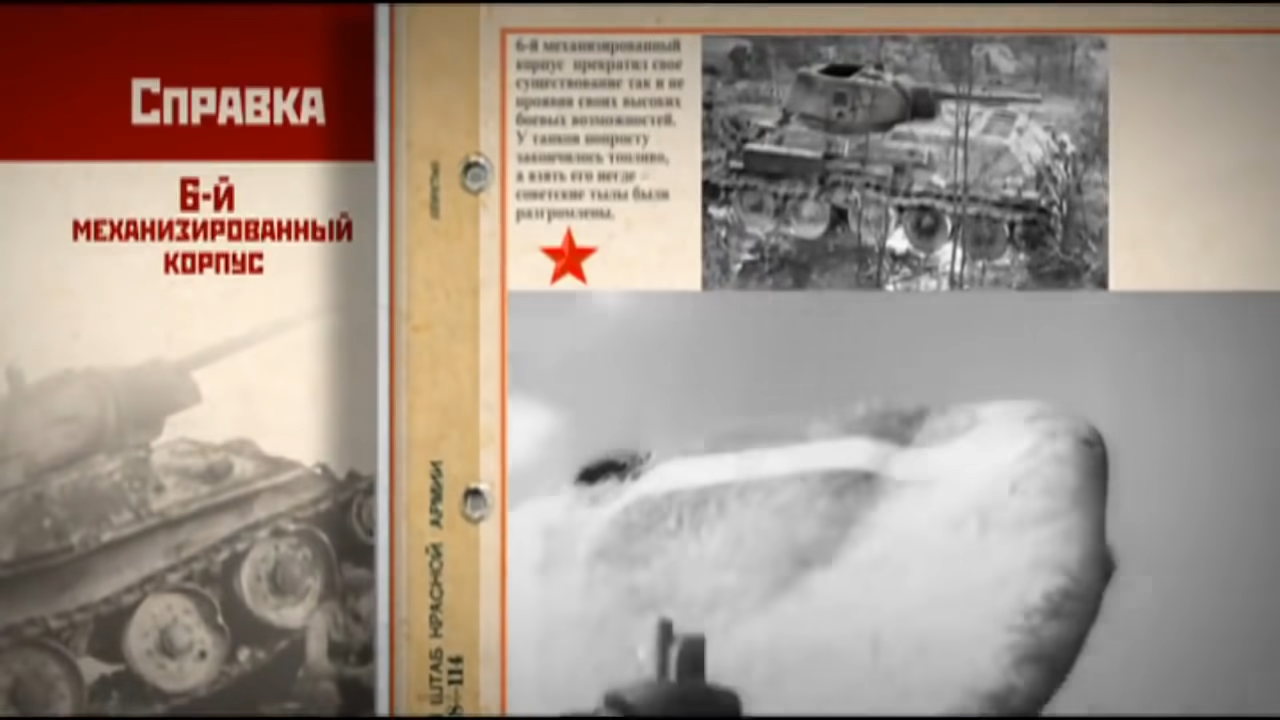 Справка
6-й
механизированный
корпус
6-й механизированный
корпус прекратил свое
существование так и не
проявив своих высоких
боевых возможностей.
У танков попросту
закончилось топливо,
а взять его негде –
советские тылы были
разгромлены.
ШТАБ КРАСНОЙ АРМИИ